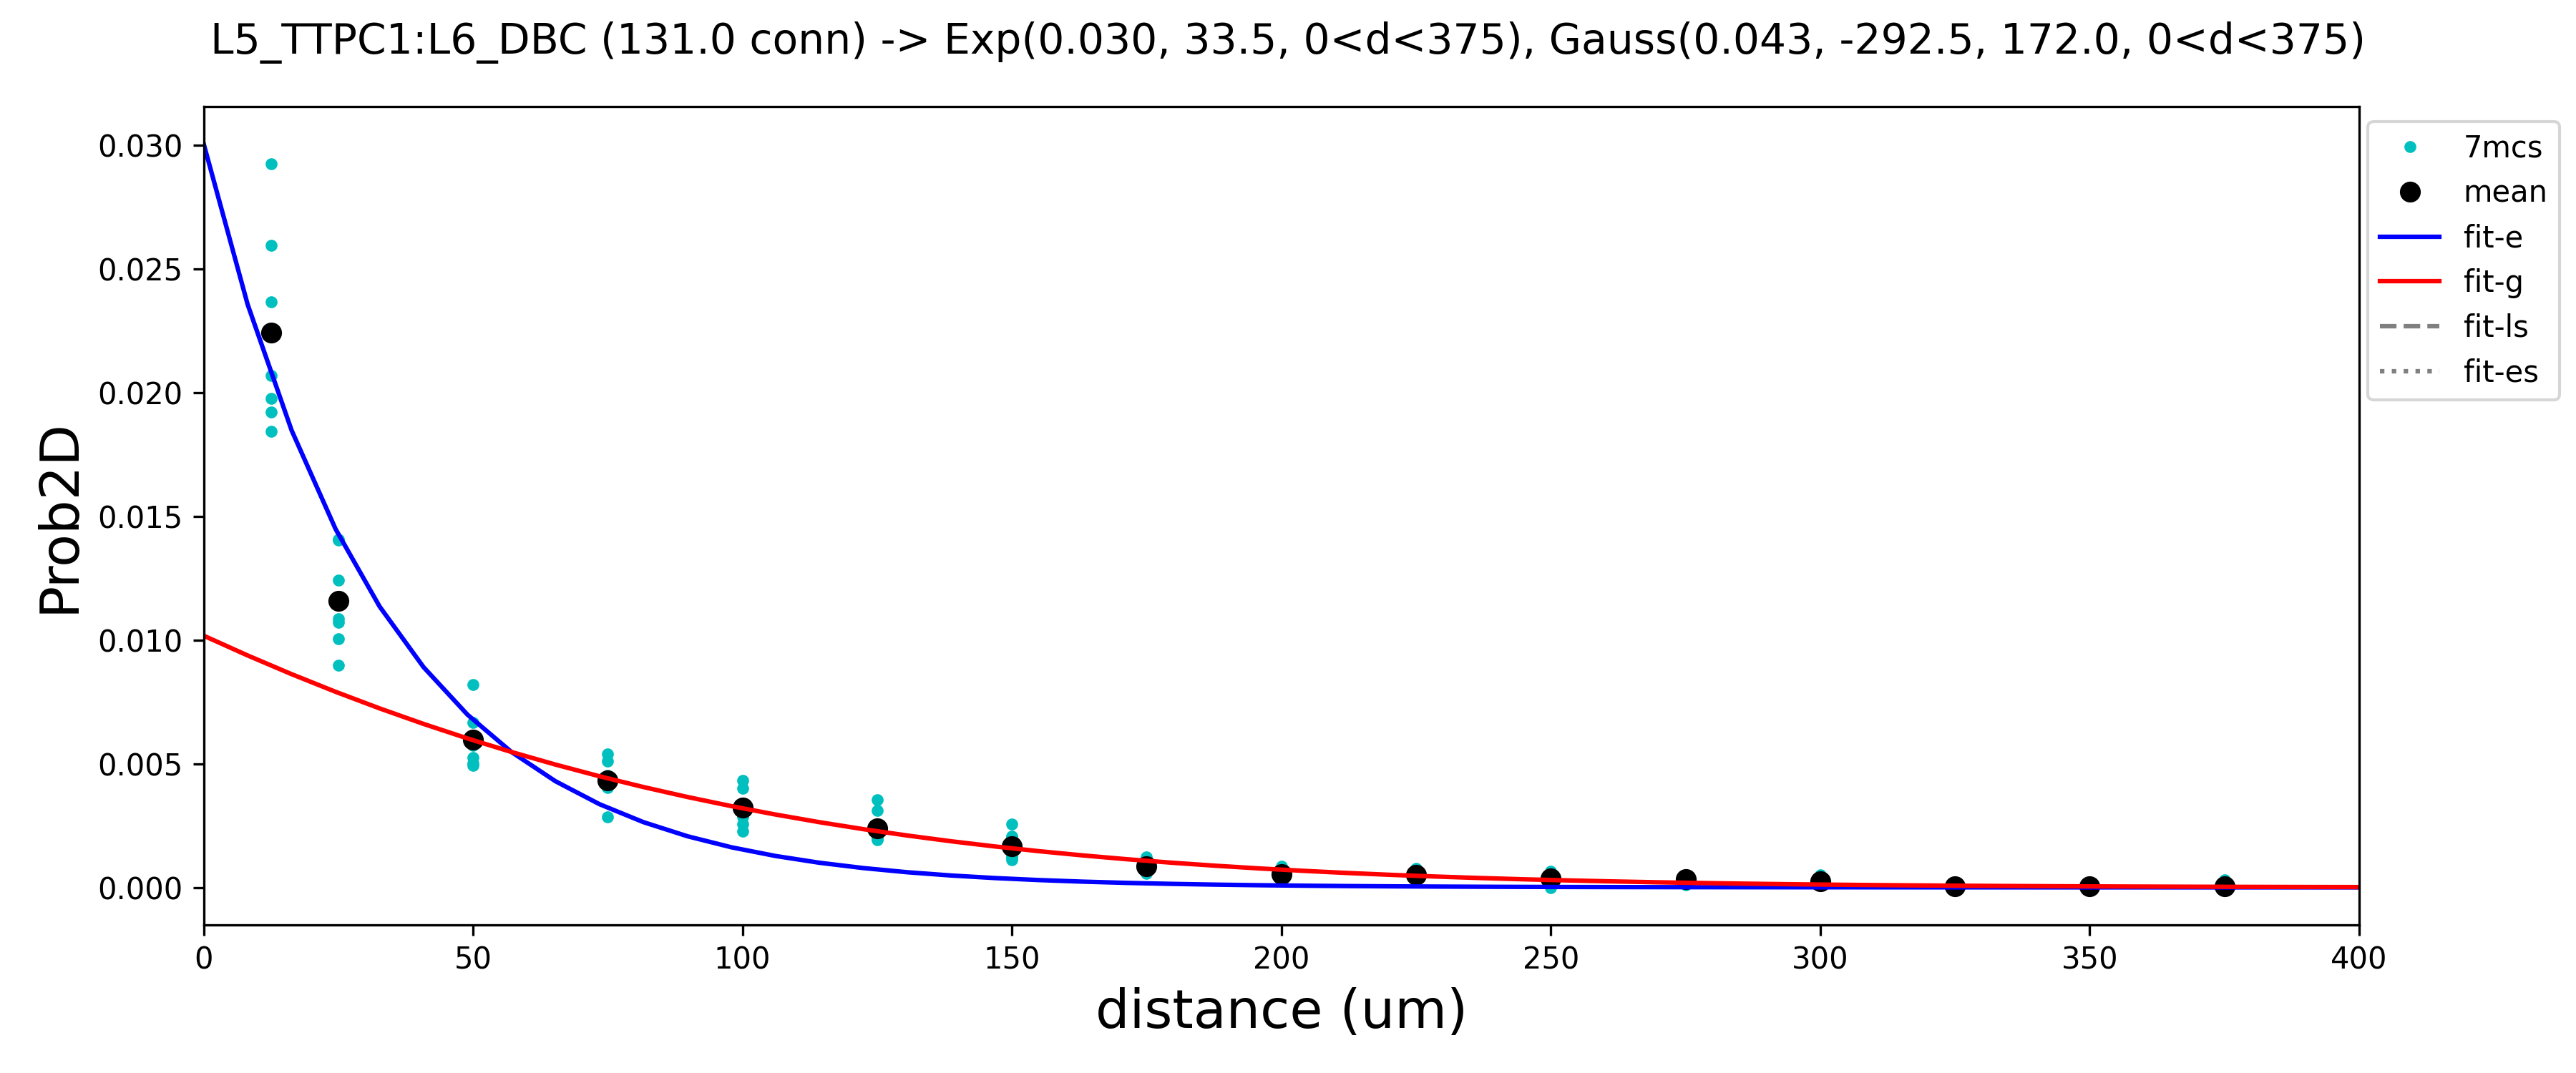 L5_TTPC1:L6_DBC (131.0 conn) -> Exp(0.030, 33.5, 0<d<375), Gauss(0.043, -292.5, 172.0, 0<d<375)
0.030
0.025
0.020
0.015
0.010
0.005
0.000
Prob2D
0 50 100 150 200 250 300 350 400
distance (um)
7mcs
mean
fit-e
fit-g
fit-ls
fit-es